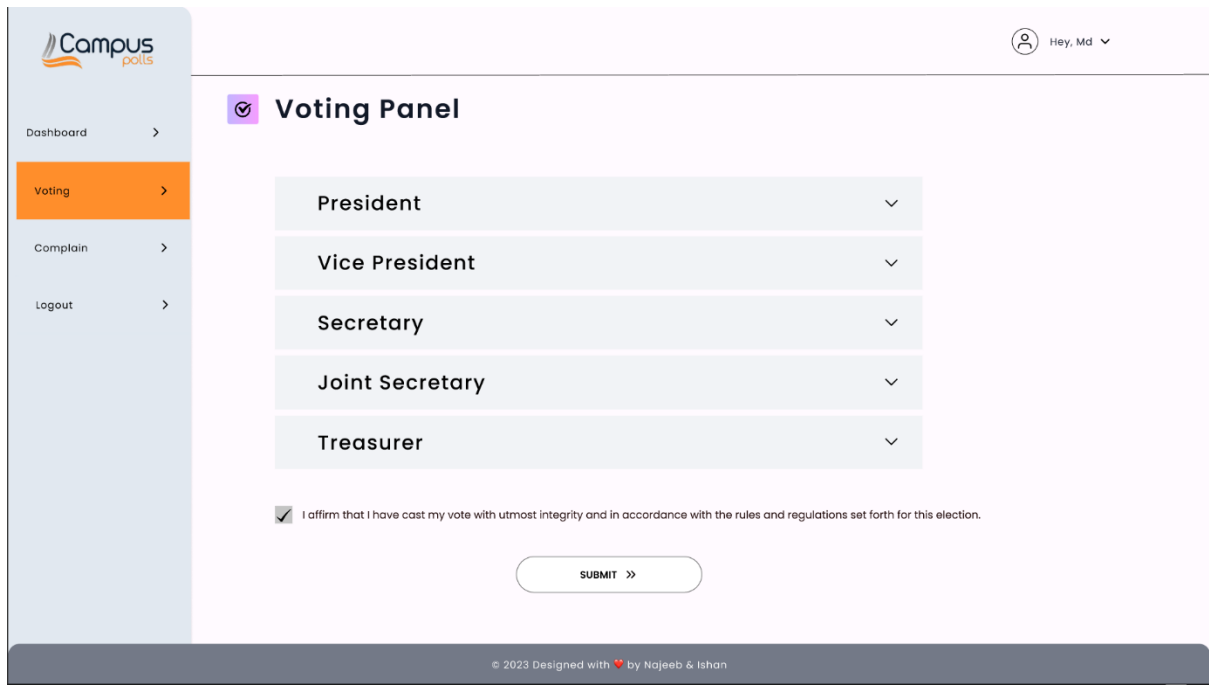 Campus
polls
Hey, Md
Voting Panel
Dashboard
Voting
Complain
Logout
President
Vice President
Secretary
Joint Secretary
Treasurer
I affirm that I have cast my vote with utmost integrity and in accordance with the rules and regulations set forth for this election.
SUBMIT »
© 2023 Designed with ❤ by Najeeb & Ishan